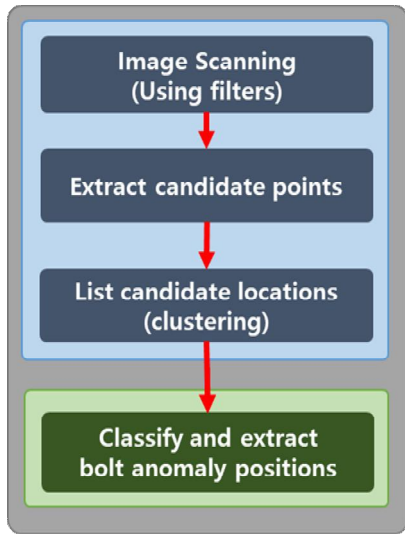 Image Scanning
(Using filters)
Extract candidate points
List candidate locations
(clustering)
Classify and extract
bolt anomaly positions